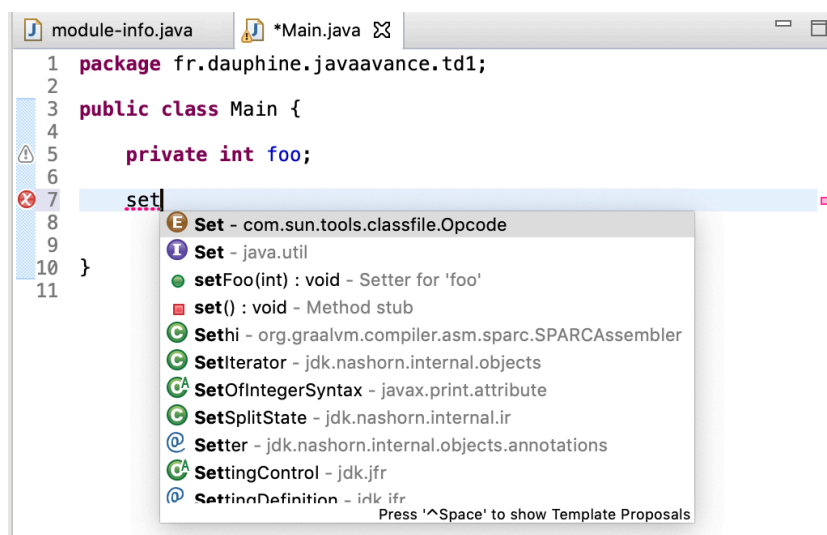 module-info.java
*Main.java
1 package fr.dauphine.javaavance.td1;
2
3 public class Main {
4
5 private int foo;
6
7 set
8
9
10 }
11
Set - com.sun.tools.classfile.Opcode
Set - java.util
setFoo(int) : void - Setter for 'foo'
set() : void - Method stub
Sethi - org.graalvm.compiler.asm.sparc.SPARCAssembler
SetIterator - jdk.nashorn.internal.objects
SetOfIntegerSyntax - javax.print.attribute
SetSplitState - jdk.nashorn.internal.ir
Setter - jdk.nashorn.internal.objects.annotations
SettingControl - jdk.jfr
SettingDefinition - jdk.jfr
Press '^Space' to show Template Proposals